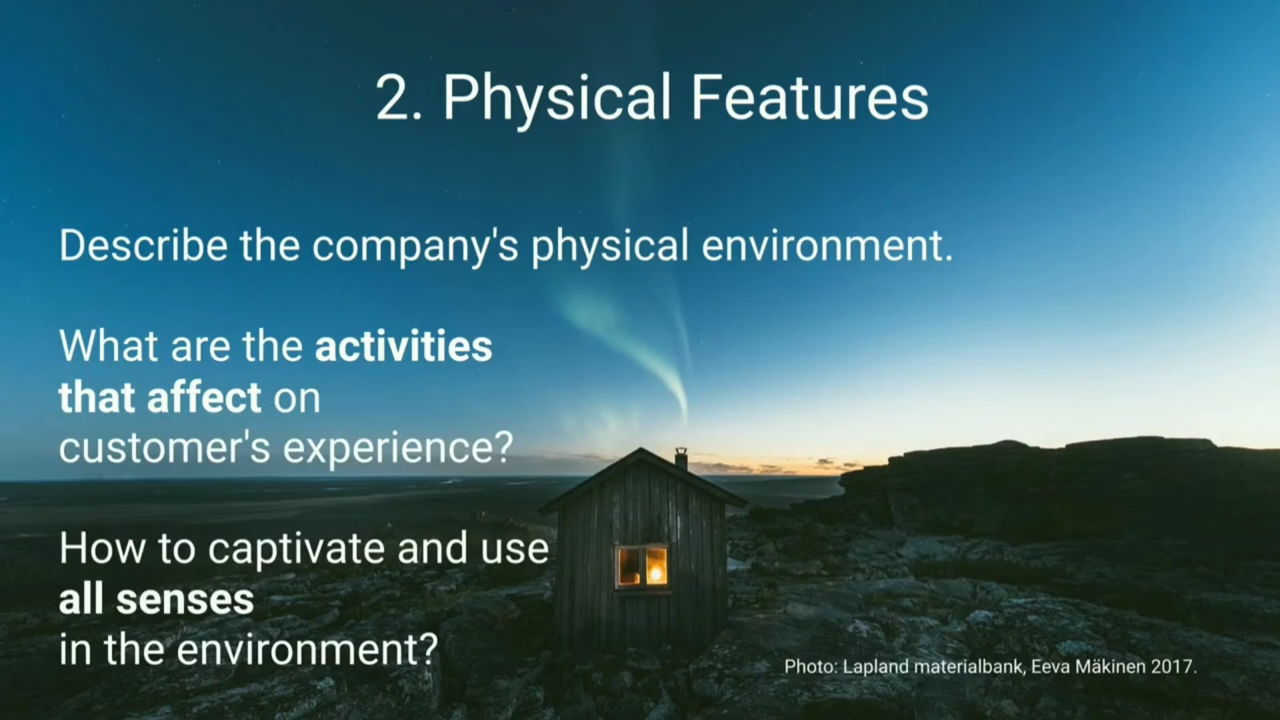 2. Physical Features
Describe the company's physical environment.
What are the activities
that affect on
customer's experience?
How to captivate and use
all senses
in the environment?
Photo: Lapland materialbank, Eeva Mäkinen 2017.